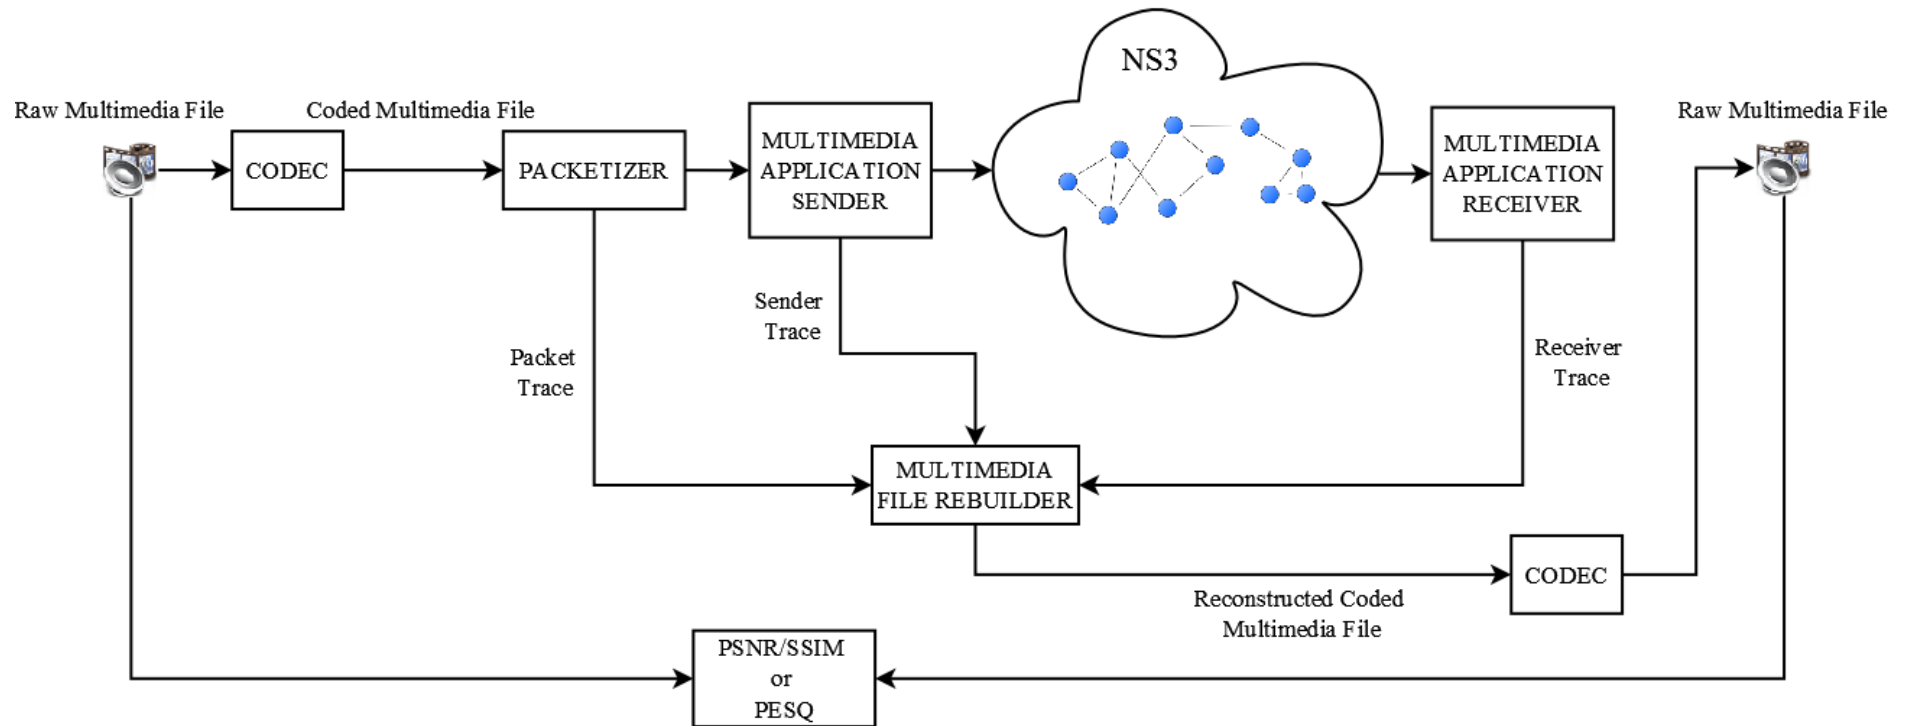 NS3
Raw Multimedia File
Coded Multimedia File
Raw Multimedia File
CODEC
PACKETIZER
MULTIMEDIA
APPLICATION
SENDER
MULTIMEDIA
APPLICATION
RECEIVER
Sender
Trace
Packet
Trace
Receiver
Trace
MULTIMEDIA
FILE REBUILDER
CODEC
Reconstructed Coded
Multimedia File
PSNR/SSIM
or
PESQ